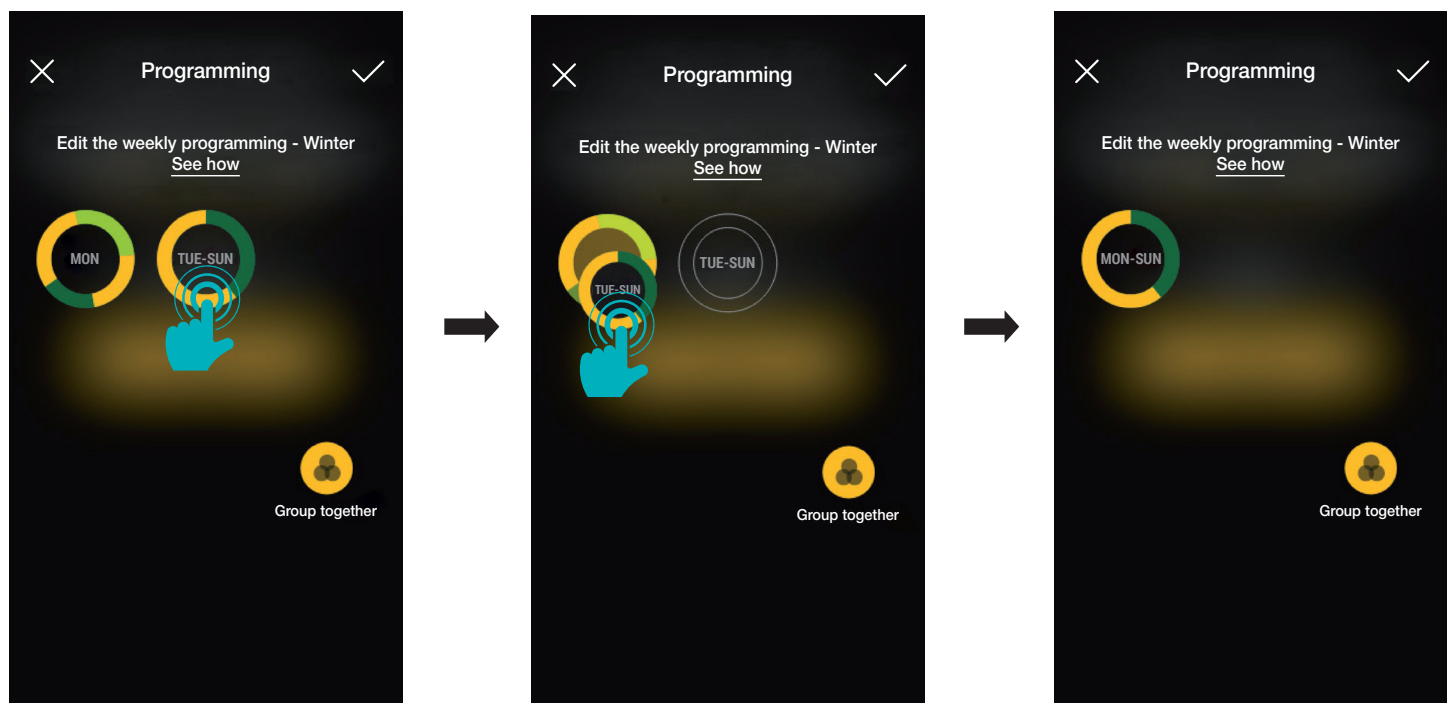 Programming
Edit the weekly programming - Winter
See how
MON
TUE-SUN
Group together
Programming
Edit the weekly programming - Winter
See how
TUE-SUN
TUE-SUN
Group together
Programming
Edit the weekly programming - Winter
See how
MON-SUN
Group together